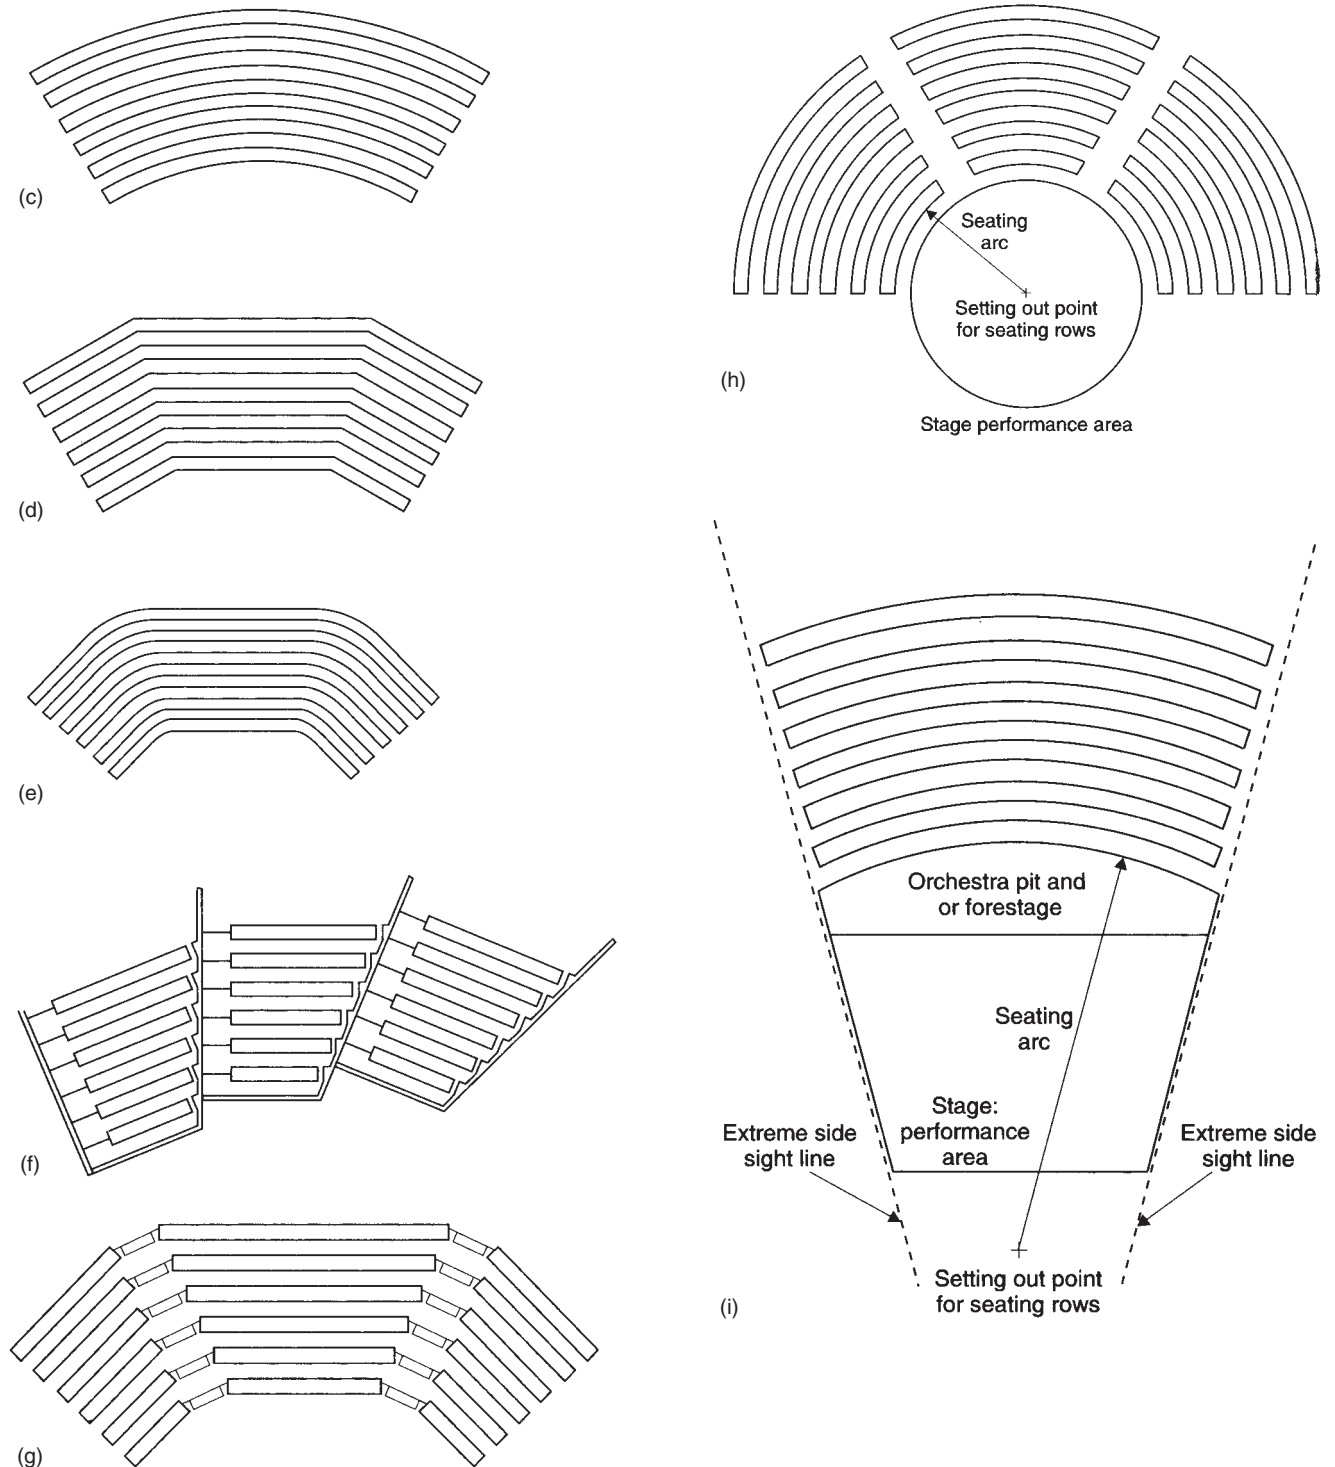 (c)
(d)
(e)
(f)
(g)
Seating
arc
Setting out point
for seating rows
(h)
Stage performance area
Orchestra pit and
or forestage
Seating
arc
Stage:
performance
area
Extreme side
sight line
Extreme side
sight line
Setting out point
for seating rows
(i)